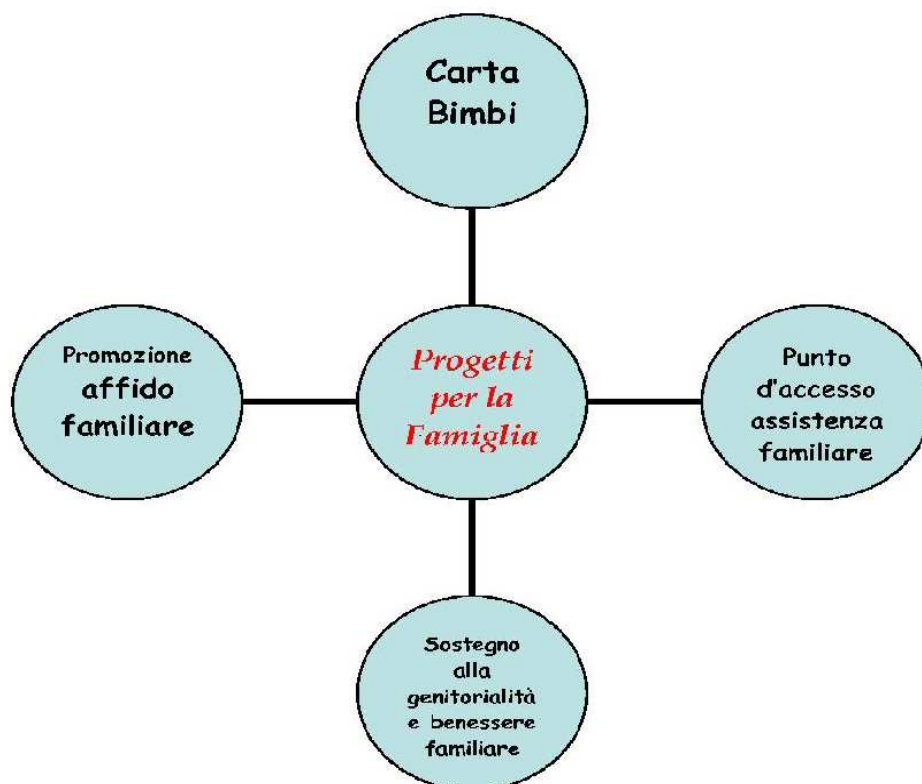 Carta
Bimbi
Promozione
affido
familiare
Progetti
per la
Famiglia
Punto
d'accesso
assistenza
familiare
Sostegno
alla
genitorialità
e benessere
familiare